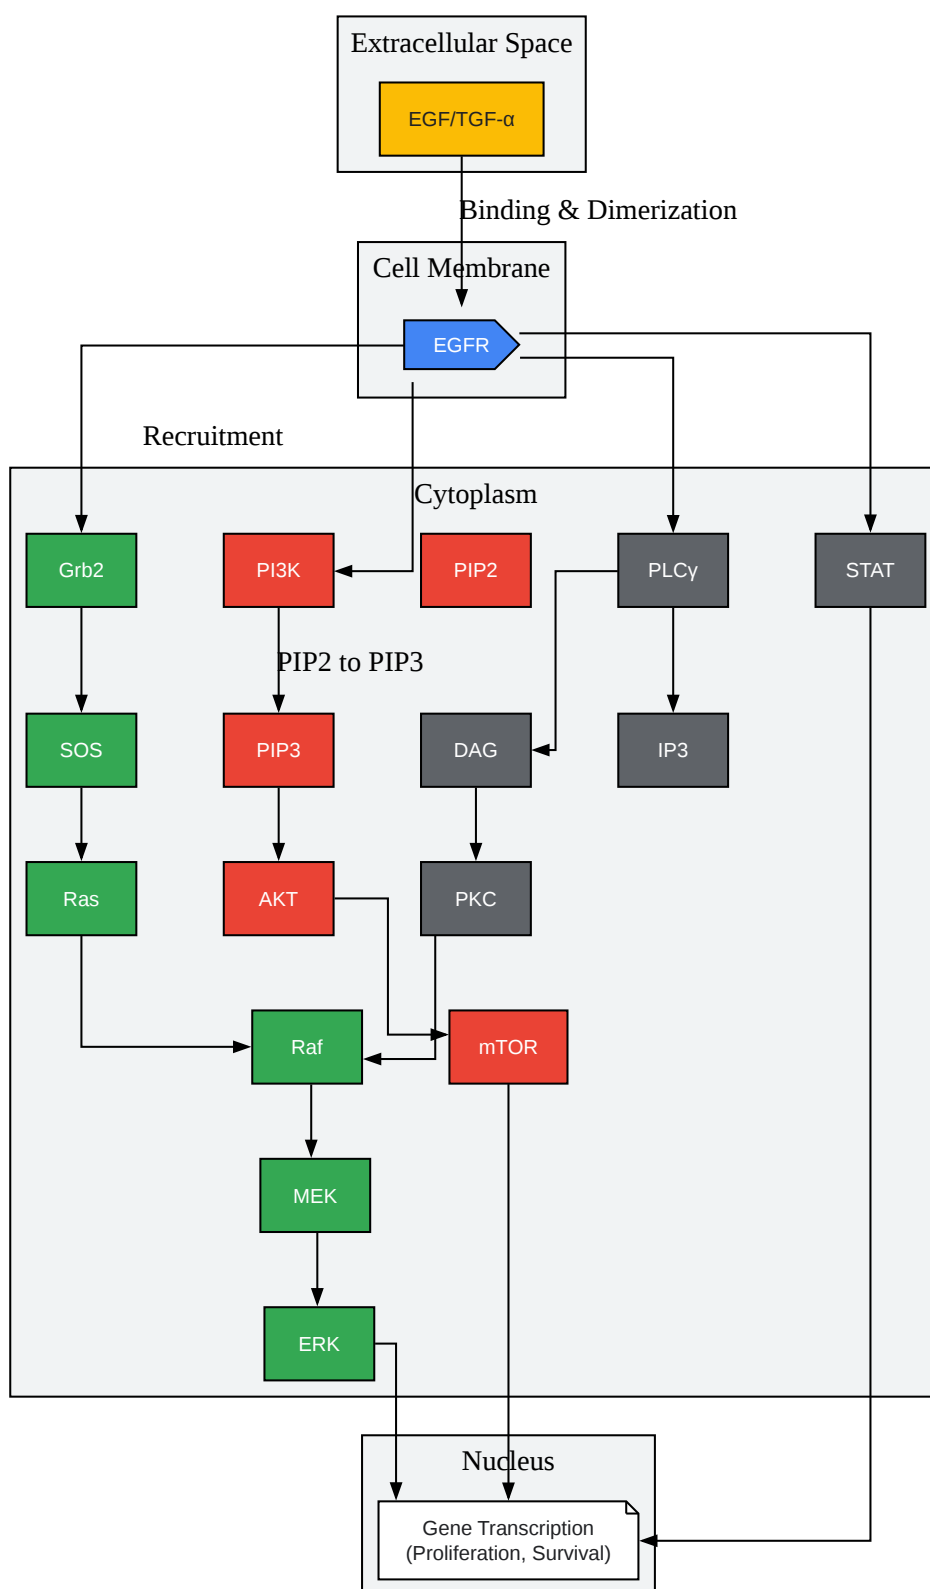 Extracellular Space
EGF/TGF-α
Binding & Dimerization
Cell Membrane
EGFR
Recruitment
Cytoplasm
Grb2
PI3K
PIP2
PLCγ
STAT
PIP2 to PIP3
SOS
PIP3
DAG
IP3
Ras
AKT
PKC
Raf
mTOR
MEK
ERK
Nucleus
Gene Transcription
(Proliferation, Survival)